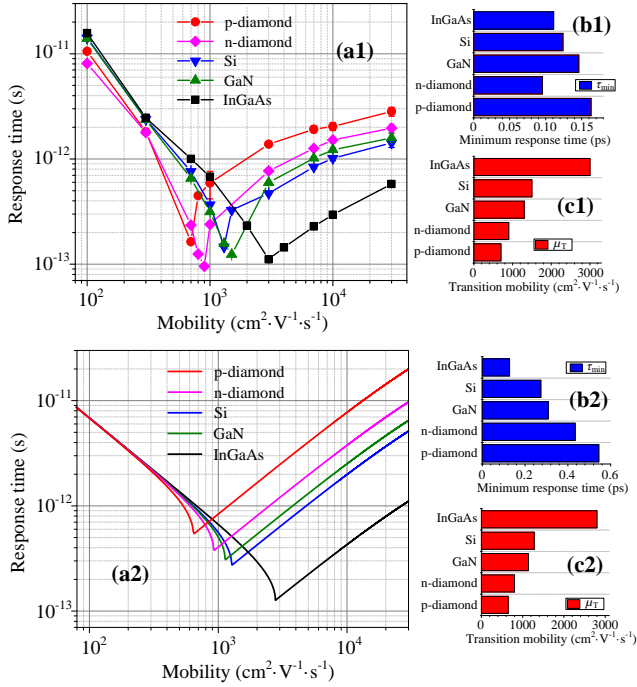 p-diamond
n-diamond
Si
GaN
InGaAs
(a1)
Response time (s)
10⁻¹¹
10⁻¹²
10⁻¹³
10²
10³
10⁴
Mobility (cm²·V⁻¹·s⁻¹)
(b1)
InGaAs
Si
GaN
n-diamond
p-diamond
τmin
0.00
0.05
0.10
0.15
Minimum response time (ps)
(c1)
InGaAs
Si
GaN
n-diamond
p-diamond
μT
0
1000
2000
3000
Transition mobility (cm²·V⁻¹·s⁻¹)
p-diamond
n-diamond
Si
GaN
InGaAs
(a2)
Response time (s)
10⁻¹¹
10⁻¹²
10⁻¹³
10²
10³
10⁴
Mobility (cm²·V⁻¹·s⁻¹)
τmin
(b2)
InGaAs
Si
GaN
n-diamond
p-diamond
0.0
0.2
0.4
0.6
Minimum response time (ps)
(c2)
InGaAs
Si
GaN
n-diamond
p-diamond
μT
0
1000
2000
3000
Transition mobility (cm²·V⁻¹·s⁻¹)